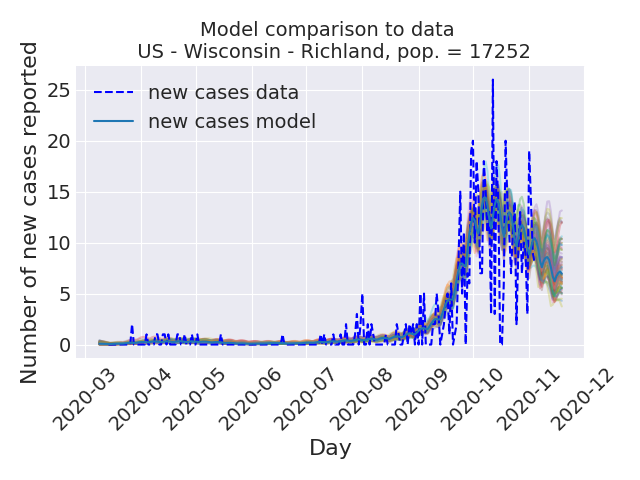 Model comparison to data
US - Wisconsin - Richland, pop. = 17252
Number of new cases reported
25
20
15
10
5
0
new cases data
new cases model
2020-03
2020-04
2020-05
2020-06
2020-07
2020-08
2020-09
2020-10
2020-11
2020-12
Day